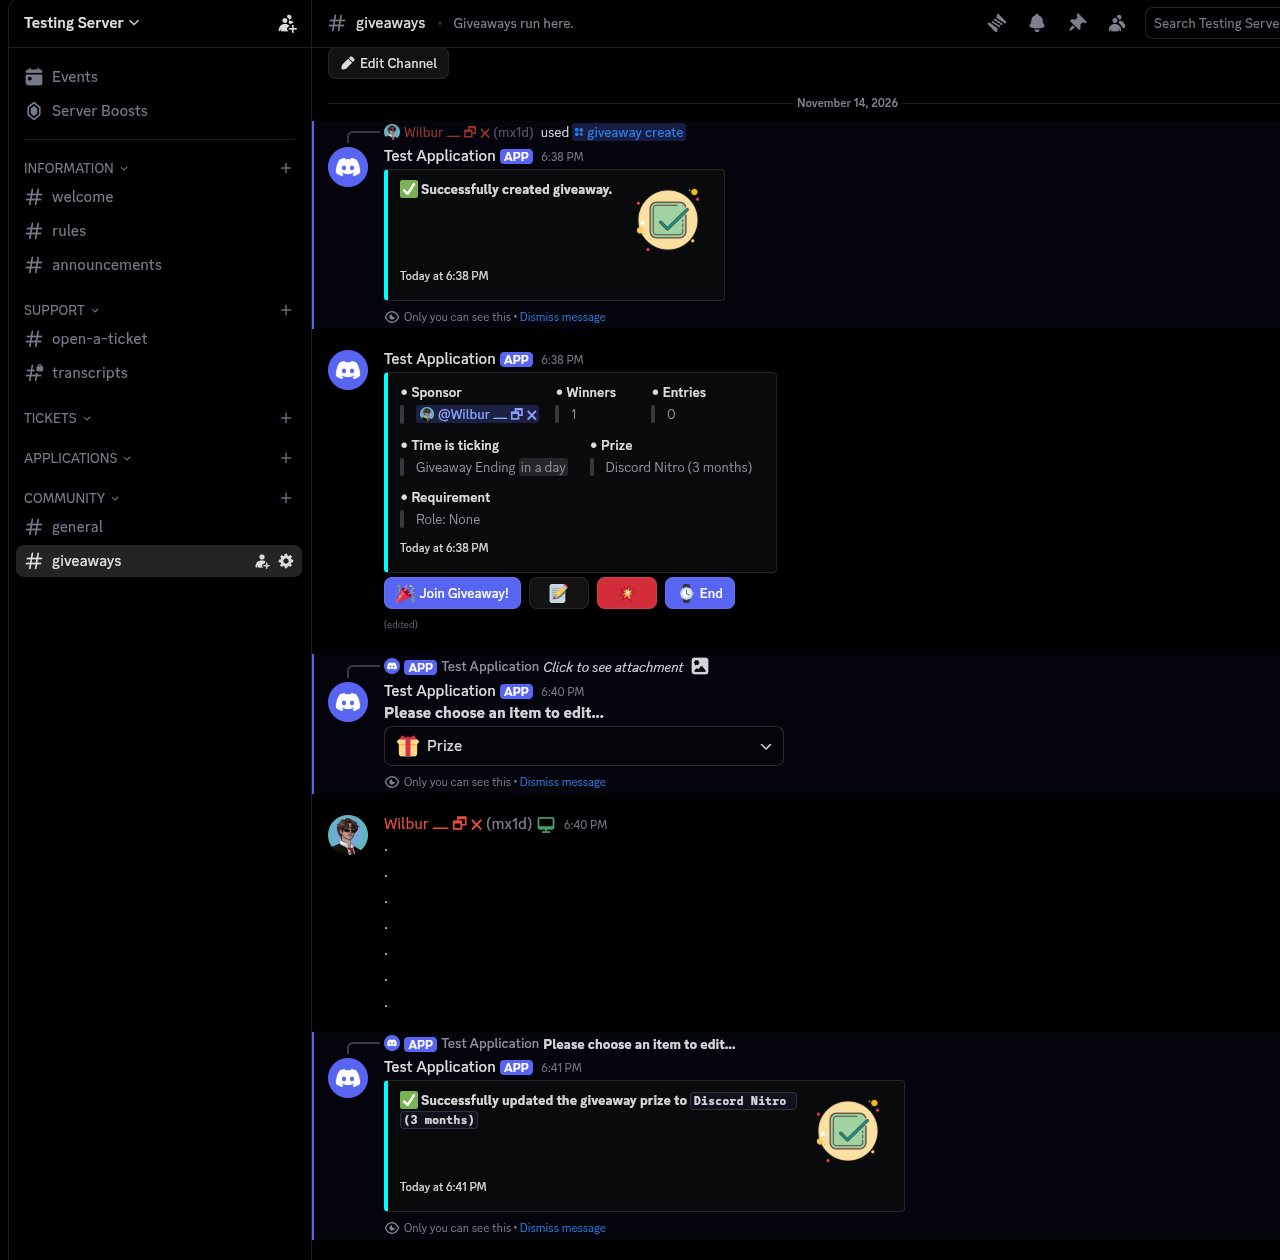 Testing Server
Events
Server Boosts
INFORMATION
welcome
rules
announcements
SUPPORT
open-a-ticket
transcripts
TICKETS
APPLICATIONS
COMMUNITY
general
giveaways
giveaways • Giveaways run here.
Search Testing Serve
Edit Channel
November 14, 2026
Wilbur (mx1d) used giveaway create
Test Application APP 6:38 PM
✅ Successfully created giveaway.
Today at 6:38 PM
Only you can see this • Dismiss message
Test Application APP 6:38 PM
• Sponsor • Winners • Entries
@Wilbur 1 0
• Time is ticking • Prize
Giveaway Ending in a day Discord Nitro (3 months)
• Requirement
Role: None
Today at 6:38 PM
Join Giveaway! End
(edited)
APP Test Application Click to see attachment
Test Application APP 6:40 PM
Please choose an item to edit...
Prize
Only you can see this • Dismiss message
Wilbur (mx1d) 6:40 PM
.
.
.
.
.
.
.
APP Test Application Please choose an item to edit...
Test Application APP 6:41 PM
✅ Successfully updated the giveaway prize to Discord Nitro
(3 months)
Today at 6:41 PM
Only you can see this • Dismiss message